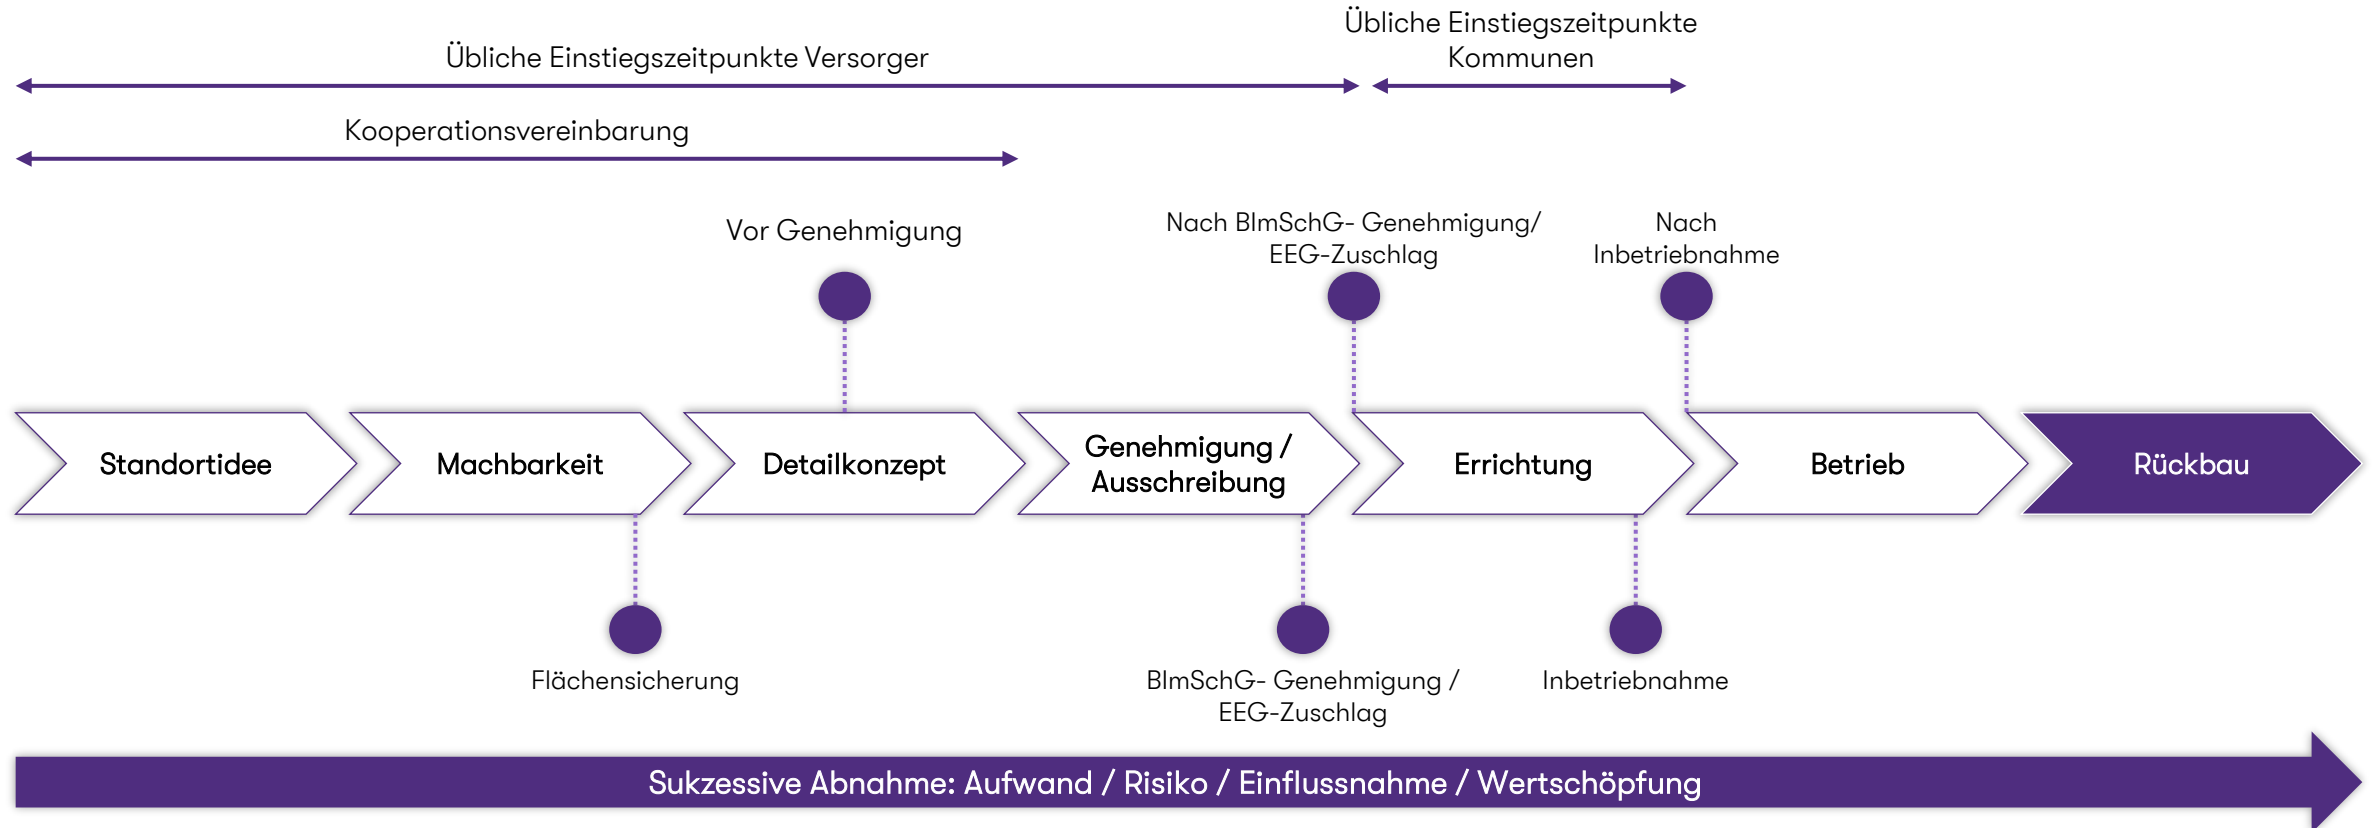 Übliche Einstiegszeitpunkte
Kommunen
Übliche Einstiegszeitpunkte Versorger
Kooperationsvereinbarung
Vor Genehmigung
Nach BImSchG- Genehmigung/
EEG-Zuschlag
Nach
Inbetriebnahme
Standortidee
Machbarkeit
Detailkonzept
Genehmigung /
Ausschreibung
Errichtung
Betrieb
Rückbau
Flächensicherung
BImSchG- Genehmigung /
EEG-Zuschlag
Inbetriebnahme
Sukzessive Abnahme: Aufwand / Risiko / Einflussnahme / Wertschöpfung